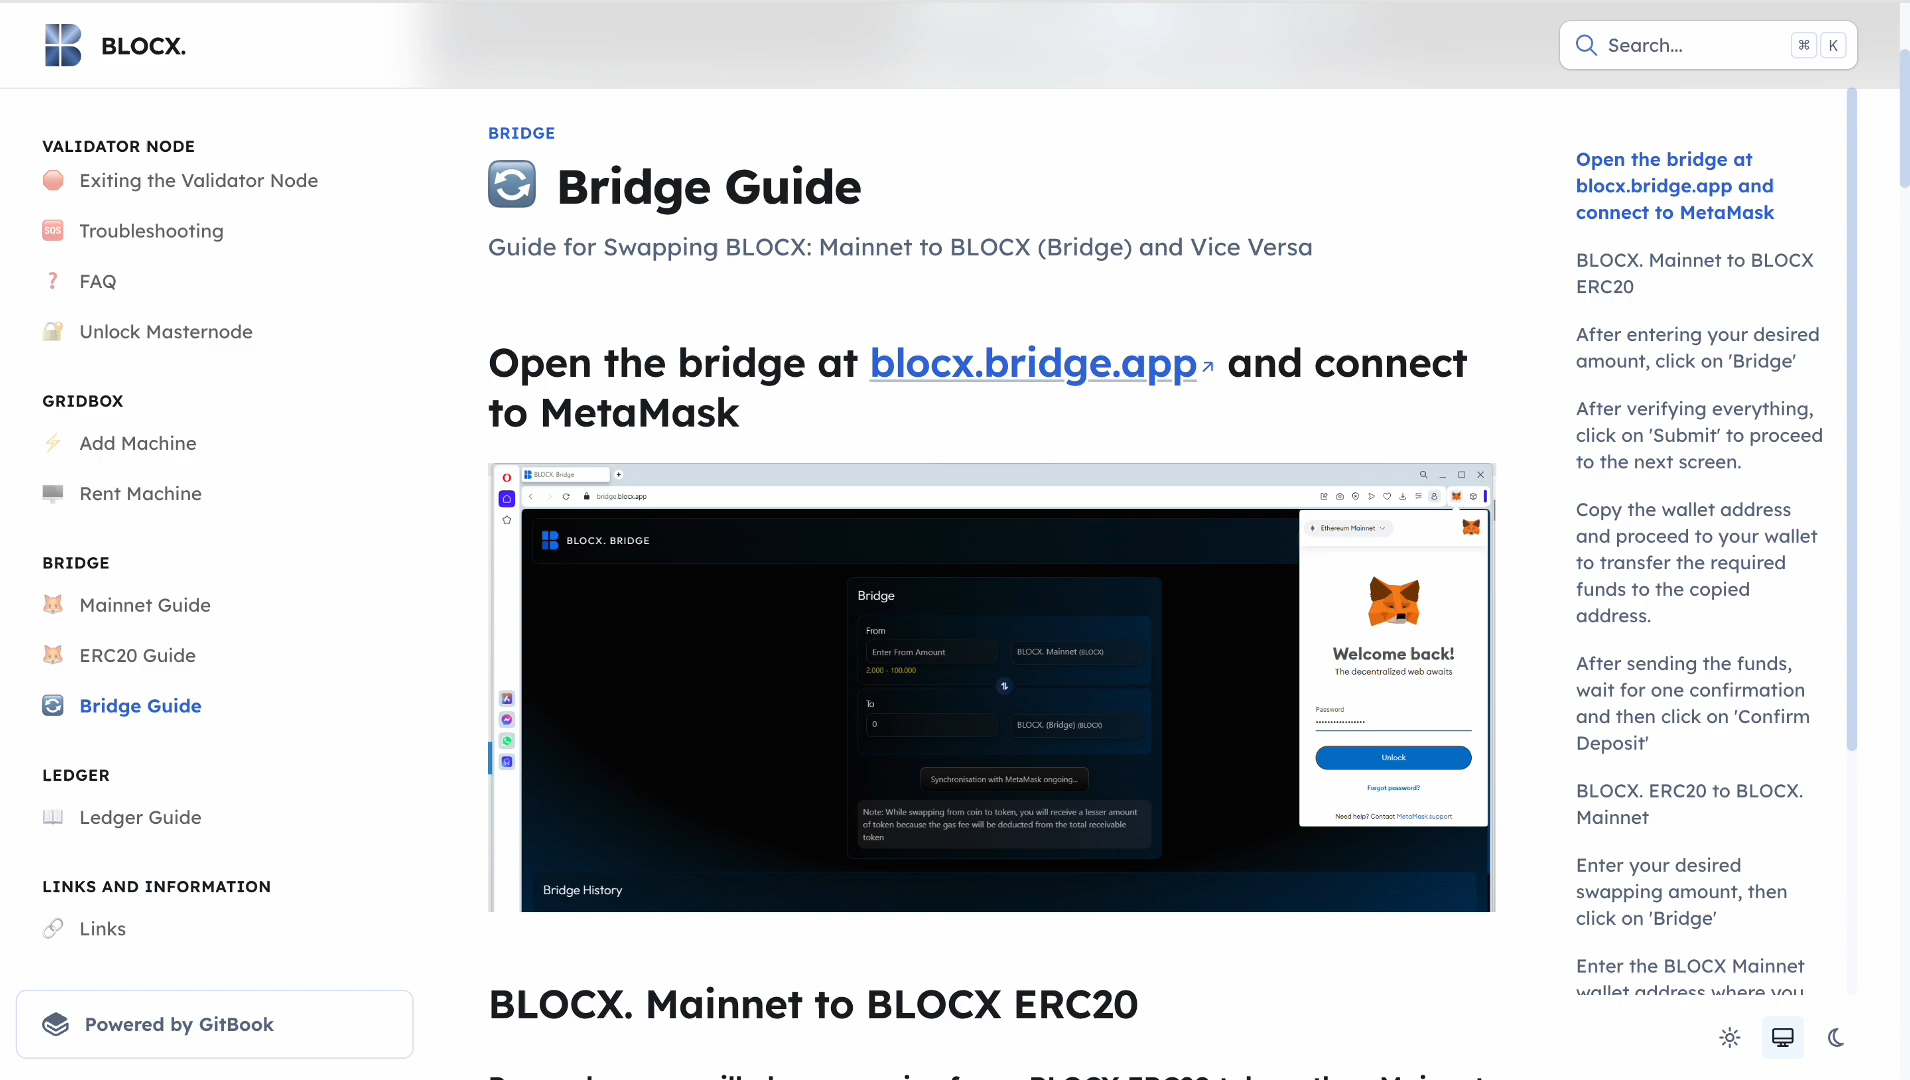 BLOCX.
Search...
⌘ K
VALIDATOR NODE
Exiting the Validator Node
SOS
Troubleshooting
FAQ
Unlock Masternode
GRIDBOX
Add Machine
Rent Machine
BRIDGE
Mainnet Guide
ERC20 Guide
Bridge Guide
LEDGER
Ledger Guide
LINKS AND INFORMATION
Links
Powered by GitBook
BRIDGE
Bridge Guide
Guide for Swapping BLOCX: Mainnet to BLOCX (Bridge) and Vice Versa
Open the bridge at blocx.bridge.app and connect
to MetaMask
BLOCX. Bridge
bridge.blocx.app
BLOCX. BRIDGE
Bridge
From
Enter From Amount
BLOCX. Mainnet (BLOCX)
2,000 - 100,000
To
0
BLOCX. (Bridge) (BLOCX)
Synchronisation with MetaMask ongoing...
Note: While swapping from coin to token, you will receive a lesser amount
of token because the gas fee will be deducted from the total receivable
token
Bridge History
Ethereum Mainnet
Welcome back!
The decentralized web awaits
Password
Unlock
Forgot password?
Need help? Contact MetaMask support
BLOCX. Mainnet to BLOCX ERC20
Open the bridge at
blocx.bridge.app and
connect to MetaMask
BLOCX. Mainnet to BLOCX
ERC20
After entering your desired
amount, click on 'Bridge'
After verifying everything,
click on 'Submit' to proceed
to the next screen.
Copy the wallet address
and proceed to your wallet
to transfer the required
funds to the copied
address.
After sending the funds,
wait for one confirmation
and then click on 'Confirm
Deposit'
BLOCX. ERC20 to BLOCX.
Mainnet
Enter your desired
swapping amount, then
click on 'Bridge'
Enter the BLOCX Mainnet
wallet address where you